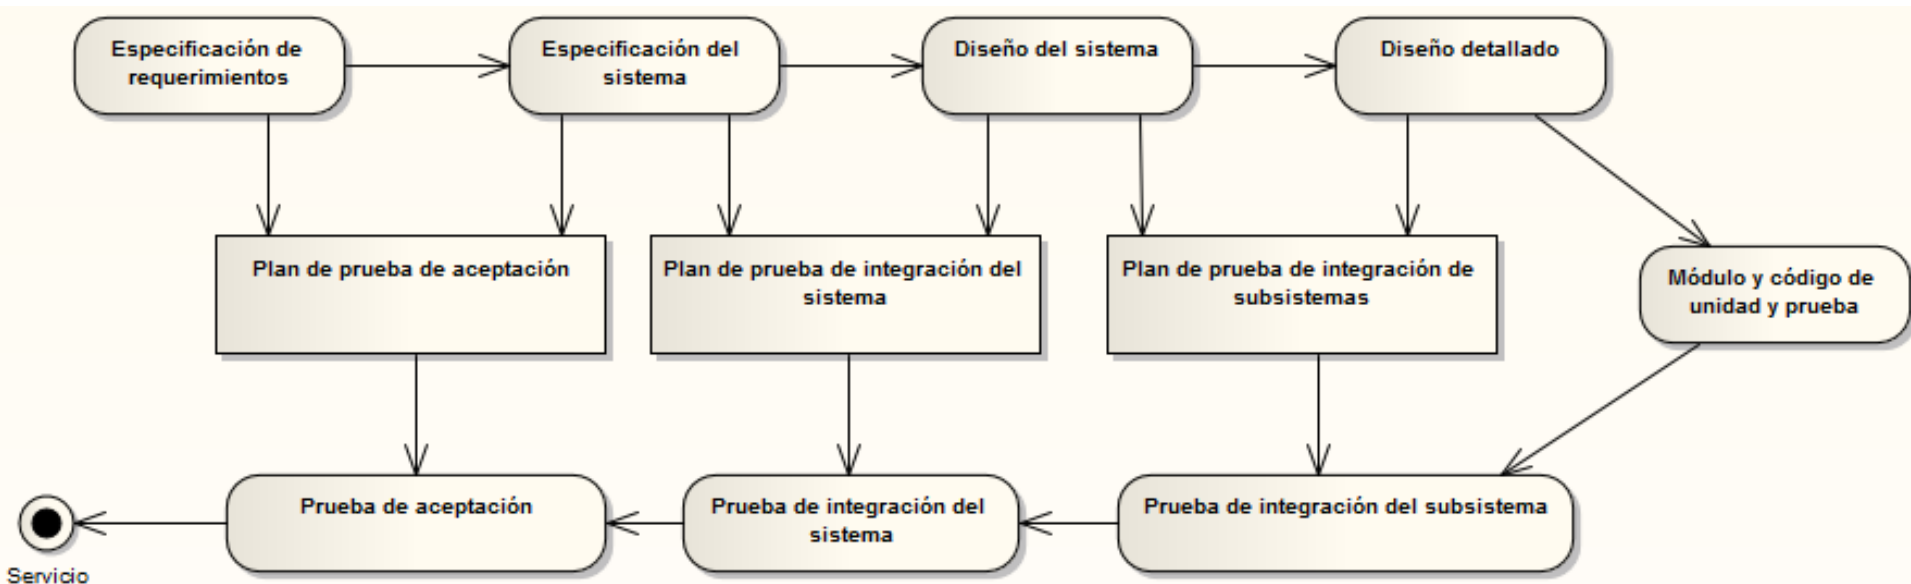 Especificación de
requerimientos
Especificación del
sistema
Diseño del sistema
Diseño detallado
Plan de prueba de aceptación
Plan de prueba de integración del
sistema
Plan de prueba de integración de
subsistemas
Módulo y código de
unidad y prueba
Prueba de aceptación
Prueba de integración del
sistema
Prueba de integración del subsistema
Servicio